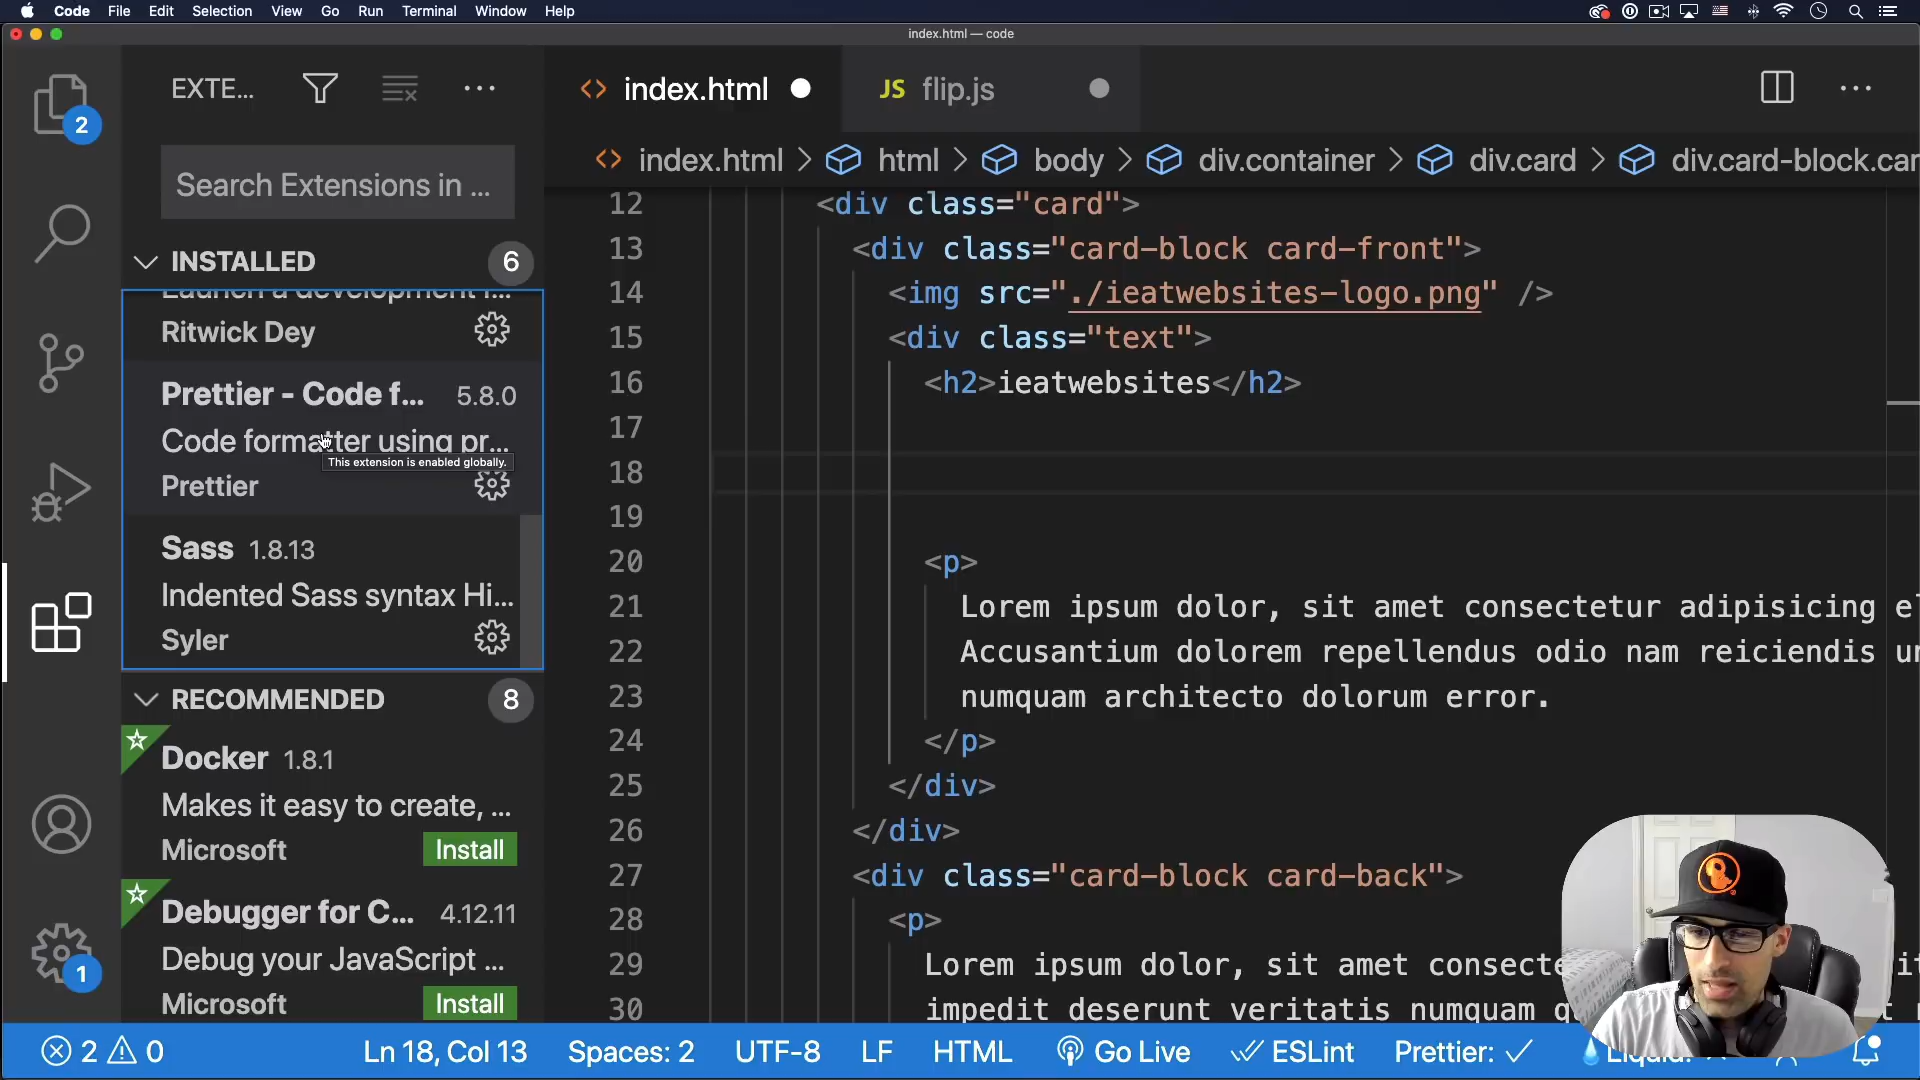 Code File Edit Selection View Go Run Terminal Window Help
index.html — code
EXTE...
index.html
JS flip.js
2
Search Extensions in ...
index.html > html > body > div.container > div.card > div.card-block.car
INSTALLED 6
Launch a development l...
Ritwick Dey
Prettier - Code f... 5.8.0
Code formatter using pr...
This extension is enabled globally.
Prettier
Sass 1.8.13
Indented Sass syntax Hi...
Syler
RECOMMENDED 8
Docker 1.8.1
Makes it easy to create, ...
Microsoft Install
Debugger for C... 4.12.11
Debug your JavaScript ...
Microsoft Install
1
12 <div class="card">
13 <div class="card-block card-front">
14 <img src="./ieatwebsites-logo.png" />
15 <div class="text">
16 <h2>ieatwebsites</h2>
17
18
19
20 <p>
21 Lorem ipsum dolor, sit amet consectetur adipisicing el
22 Accusantium dolorem repellendus odio nam reiciendis un
23 numquam architecto dolorum error.
24 </p>
25 </div>
26 </div>
27 <div class="card-block card-back">
28 <p>
29 Lorem ipsum dolor, sit amet consecte
30 impedit deserunt veritatis numquam
2 0 Ln 18, Col 13 Spaces: 2 UTF-8 LF HTML Go Live ESLint Prettier: ✓